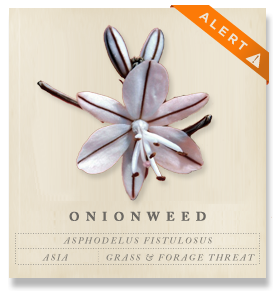 ALERT
ONIONWEED
ASPHODELUS FISTULOSUS
ASIA GRASS & FORAGE THREAT